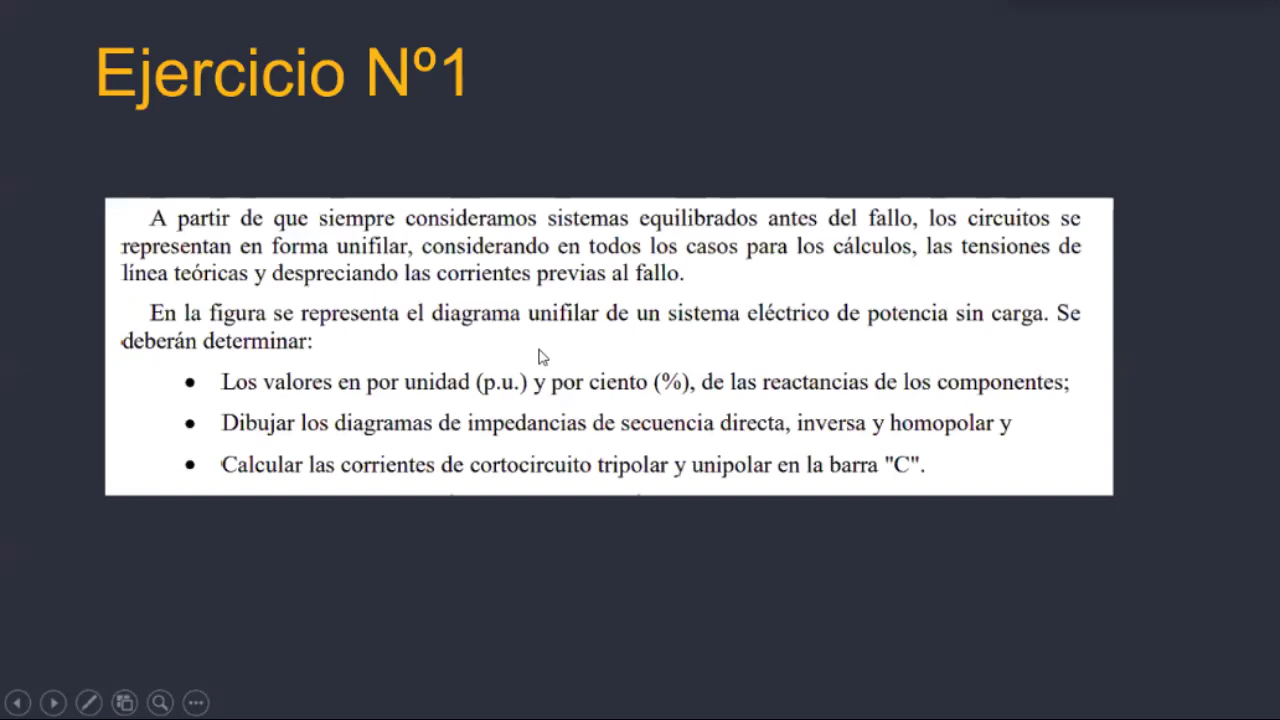 Ejercicio Nº1
A partir de que siempre consideramos sistemas equilibrados antes del fallo, los circuitos se
representan en forma unifilar, considerando en todos los casos para los cálculos, las tensiones de
línea teóricas y despreciando las corrientes previas al fallo.
En la figura se representa el diagrama unifilar de un sistema eléctrico de potencia sin carga. Se
deberán determinar:
• Los valores en por unidad (p.u.) y por ciento (%), de las reactancias de los componentes;
• Dibujar los diagramas de impedancias de secuencia directa, inversa y homopolar y
• Calcular las corrientes de cortocircuito tripolar y unipolar en la barra "C".